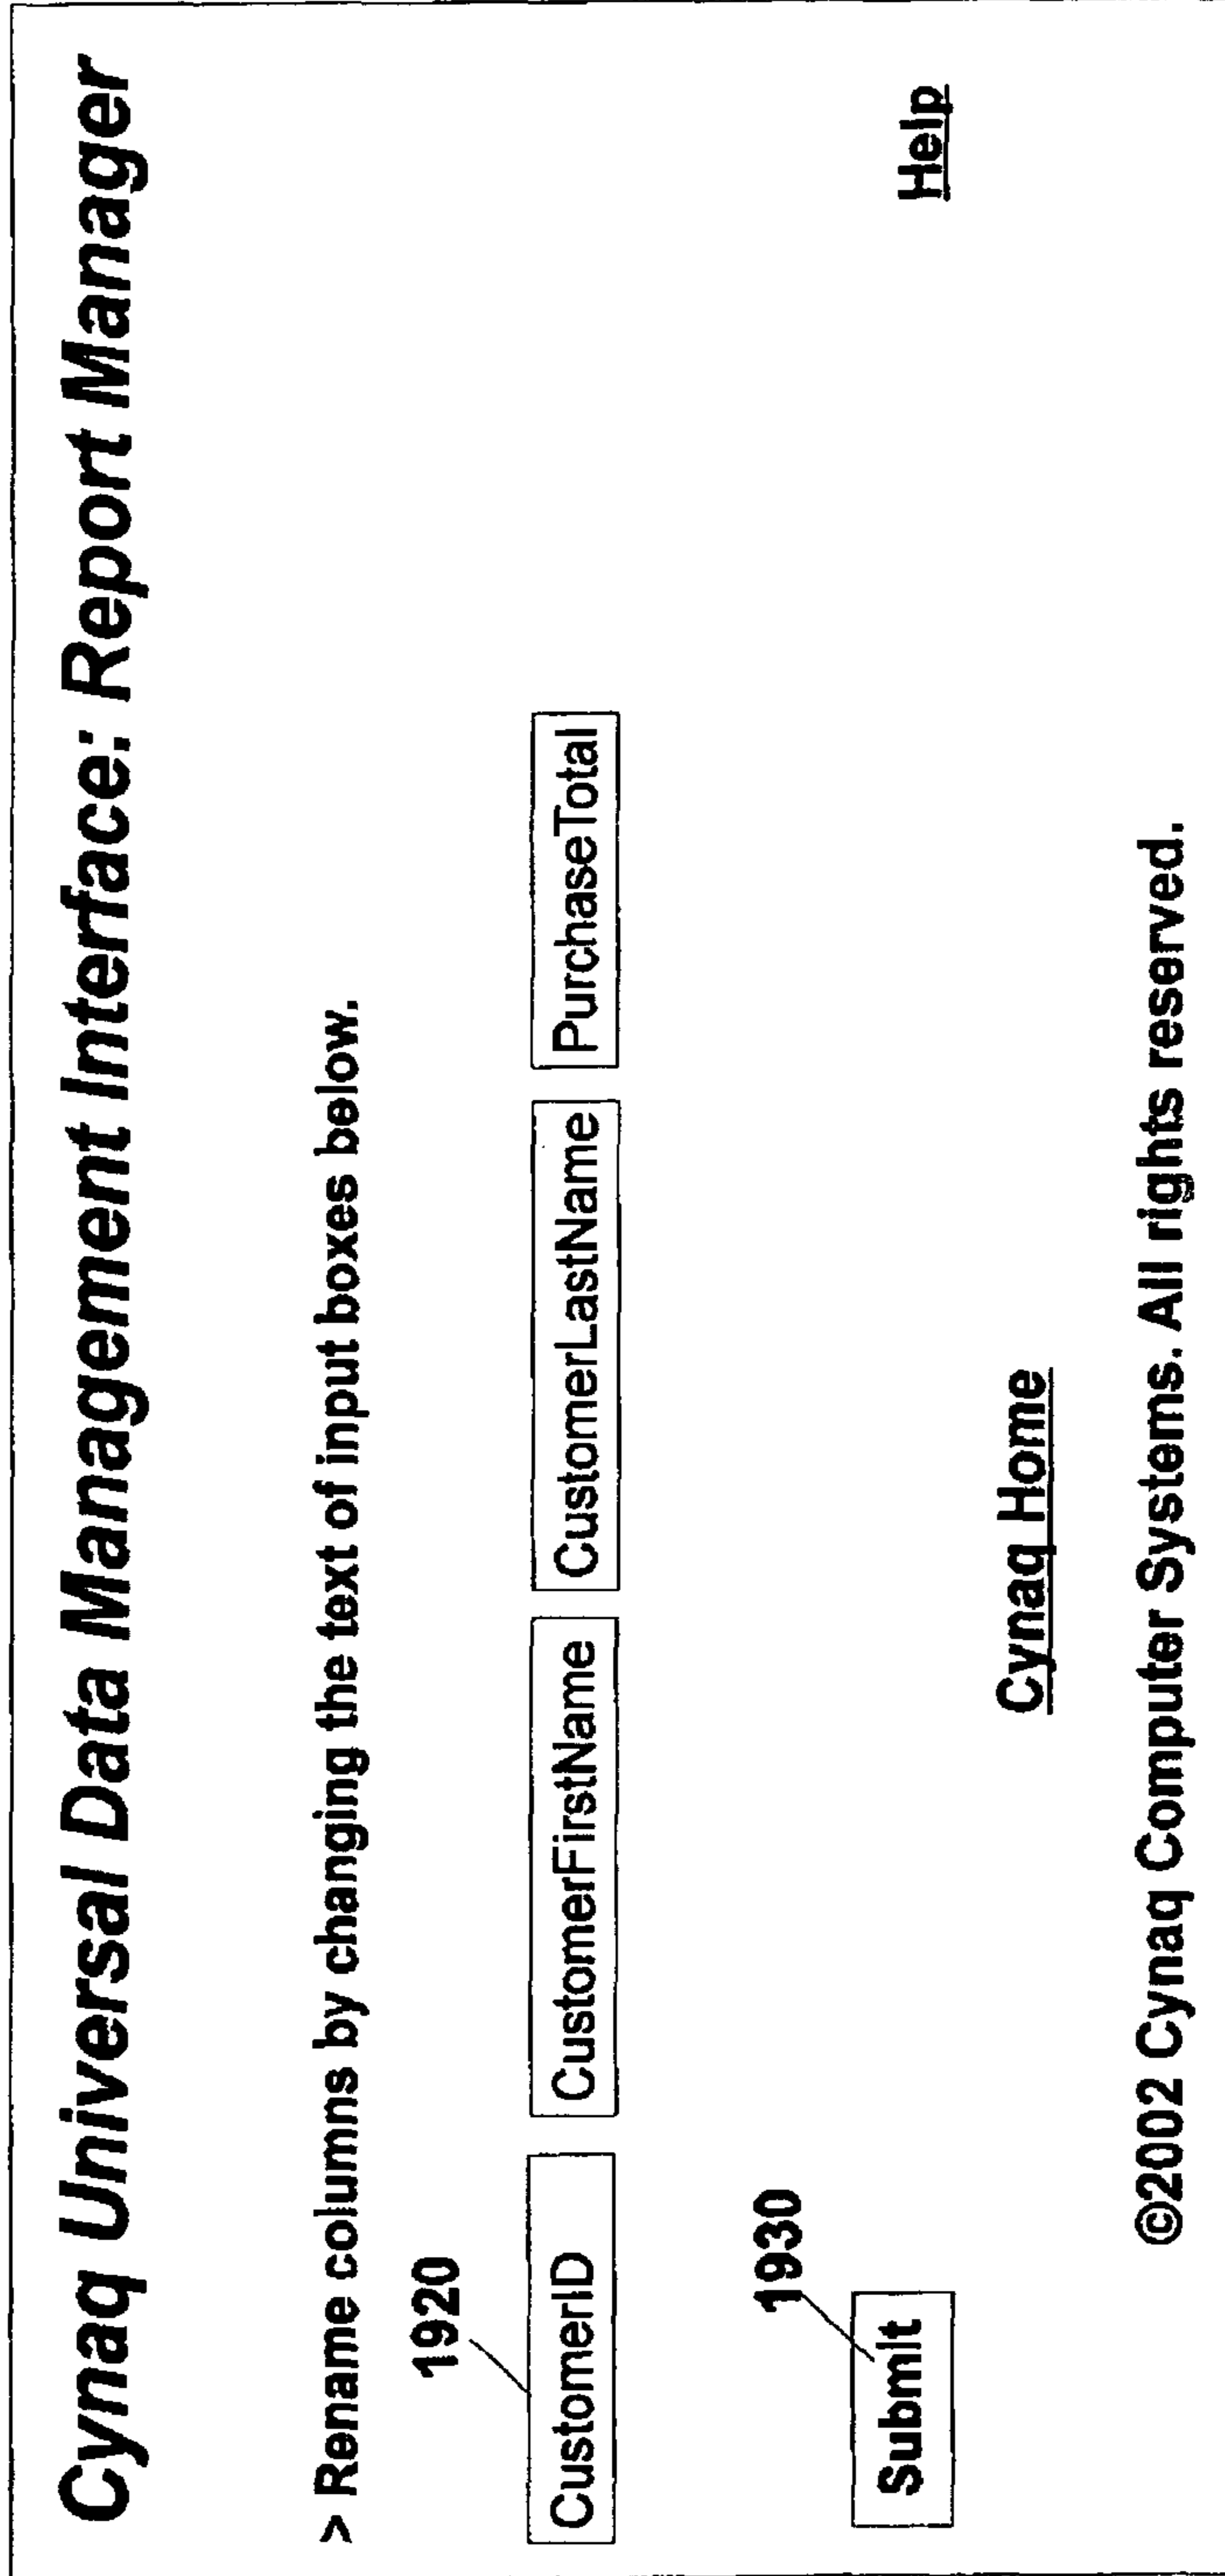 Cynaq Universal Data Management Interface: Report Manager
> Rename columns by changing the text of input boxes below.
1920
CustomerID CustomerFirstName CustomerLastName PurchaseTotal
1930
Submit
Help
Cynaq Home
©2002 Cynaq Computer Systems. All rights reserved.